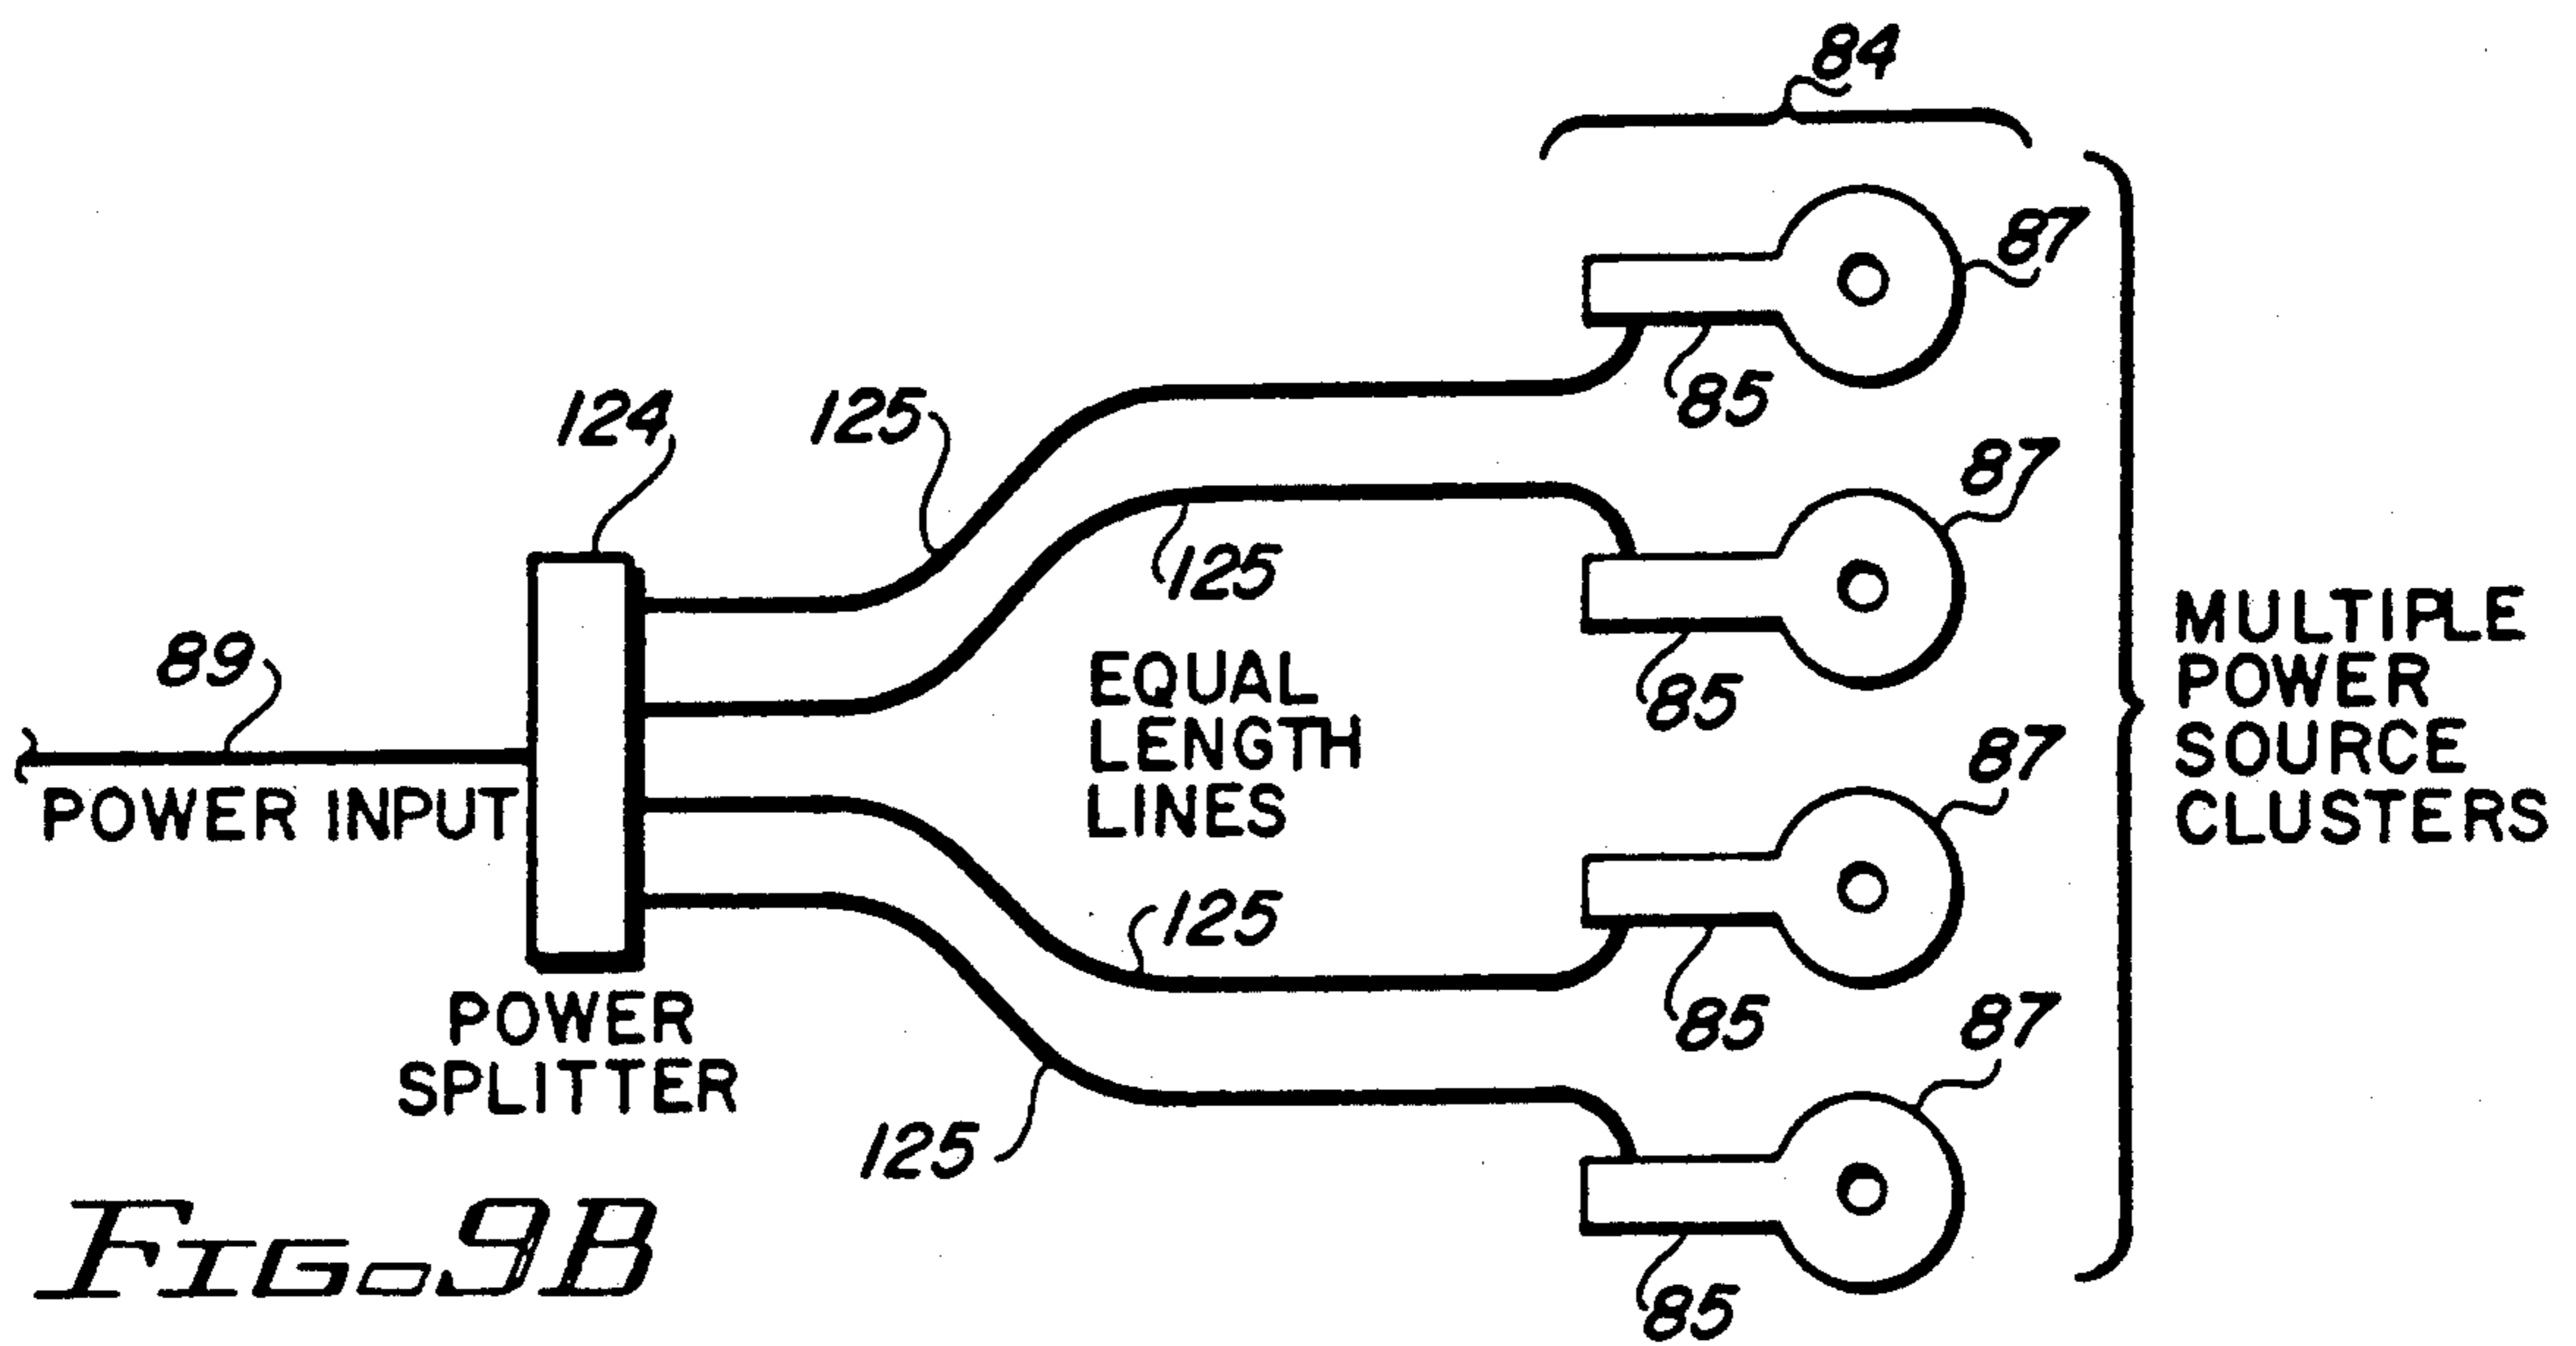 84
87
85
124
125
87
125
85
89
POWER INPUT
EQUAL
LENGTH
LINES
MULTIPLE
POWER
SOURCE
CLUSTERS
87
125
85
POWER
SPLITTER
87
125
85
FIG. 9B